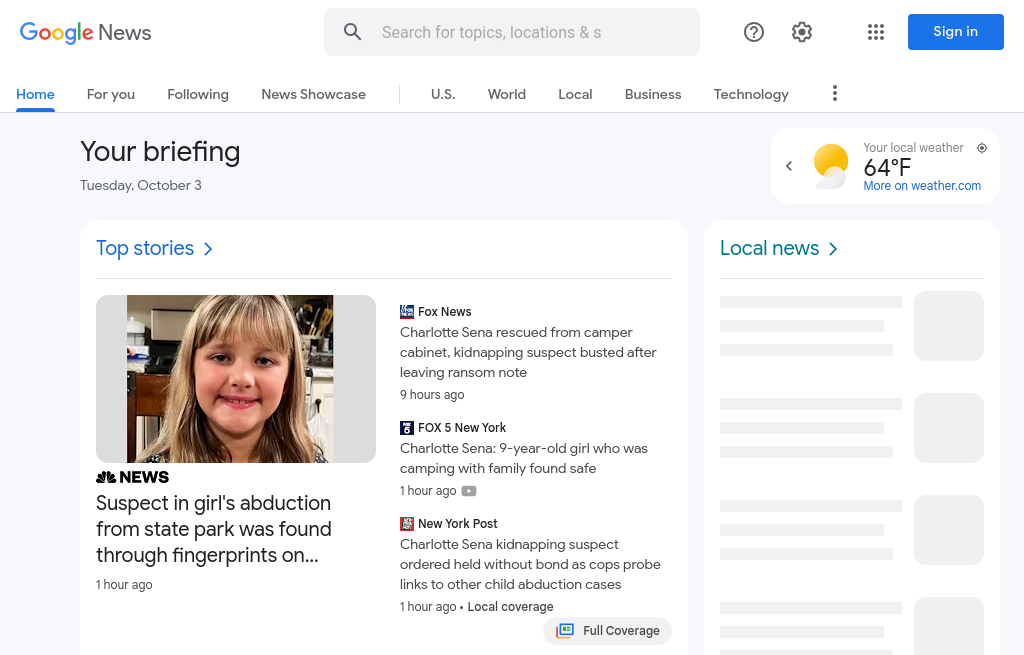 Google News
Search for topics, locations & s
Sign in
Home
For you
Following
News Showcase
U.S.
World
Local
Business
Technology
Your briefing
Tuesday, October 3
Your local weather
64°F
More on weather.com
Top stories
NEWS
Suspect in girl's abduction
from state park was found
through fingerprints on...
1 hour ago
Fox News
Charlotte Sena rescued from camper
cabinet, kidnapping suspect busted after
leaving ransom note
9 hours ago
FOX 5 New York
Charlotte Sena: 9-year-old girl who was
camping with family found safe
1 hour ago
New York Post
Charlotte Sena kidnapping suspect
ordered held without bond as cops probe
links to other child abduction cases
1 hour ago • Local coverage
Full Coverage
Local news